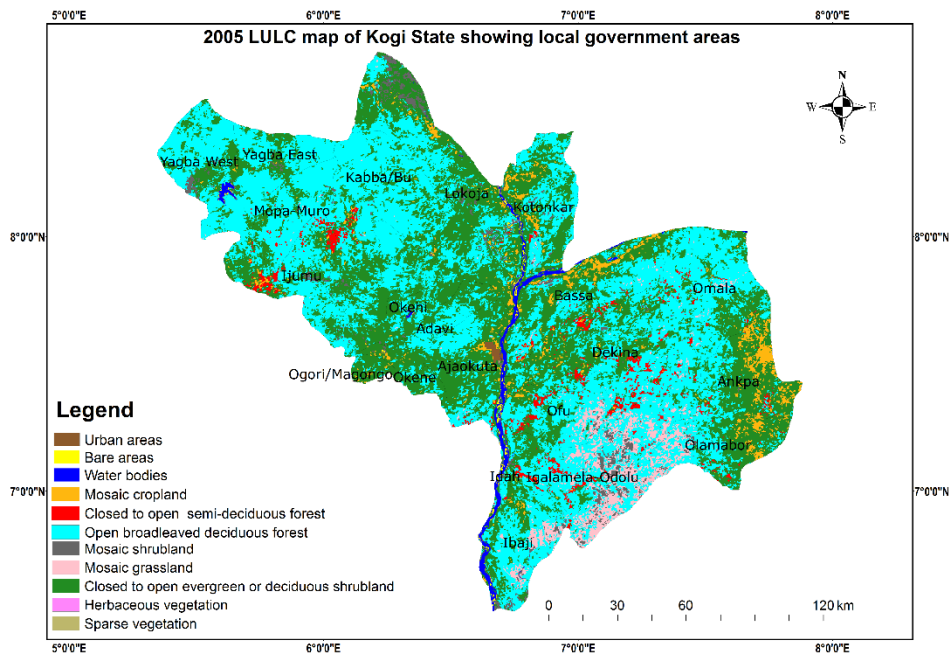 5°0'0"E 6°0'0"E 7°0'0"E 8°0'0"E
2005 LULC map of Kogi State showing local government areas
N
W E
S
Yagba West
Yagba East
Kabba/Bu
Lokoja
Kotonkar
Mopa-Muro
8°0'0"N 8°0'0"N
Ijumu
Omala
Bassa
Okehi
Adavi
Dekina
Ajaokuta
Ogori/Magongo
Okene
Ankpa
Ofu
Olamabor
Idah
Igalamela-Odolu
7°0'0"N 7°0'0"N
Ibaji
Legend
Urban areas
Bare areas
Water bodies
Mosaic cropland
Closed to open semi-deciduous forest
Open broadleaved deciduous forest
Mosaic shrubland
Mosaic grassland
Closed to open evergreen or deciduous shrubland
Herbaceous vegetation
Sparse vegetation
0 30 60 120 km
5°0'0"E 6°0'0"E 7°0'0"E 8°0'0"E